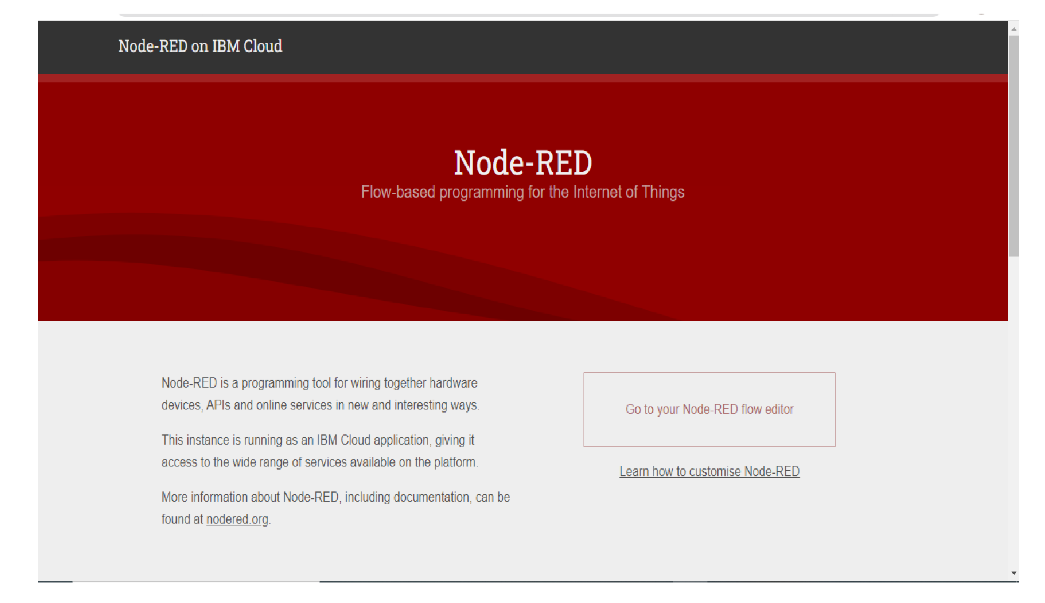 Node-RED on IBM Cloud
Node-RED
Flow-based programming for the Internet of Things
Node-RED is a programming tool for wiring together hardware
devices, APIs and online services in new and interesting ways.
This instance is running as an IBM Cloud application, giving it
access to the wide range of services available on the platform.
More information about Node-RED, including documentation, can be
found at nodered.org.
Go to your Node-RED flow editor
Learn how to customise Node-RED